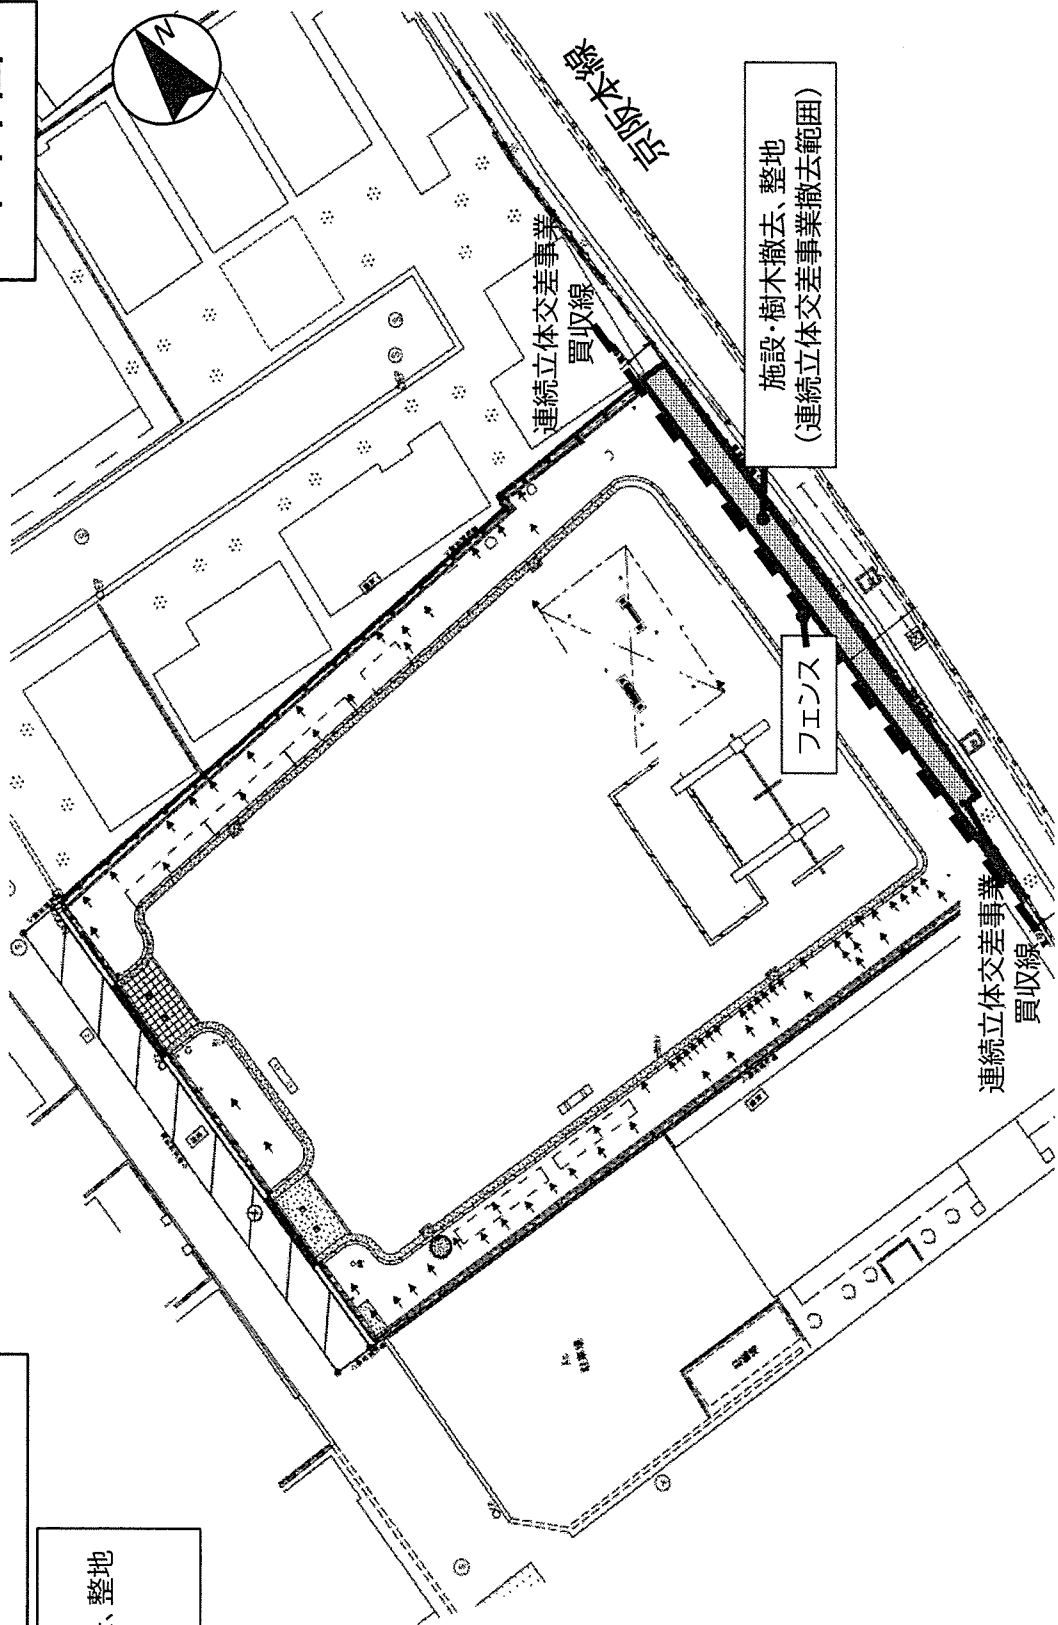 N
京阪本線
連続立体交差事業
買収線
施設・樹木撤去、整地
(連続立体交差事業撤去範囲)
フェンス
連続立体交差事業
買収線
、整地